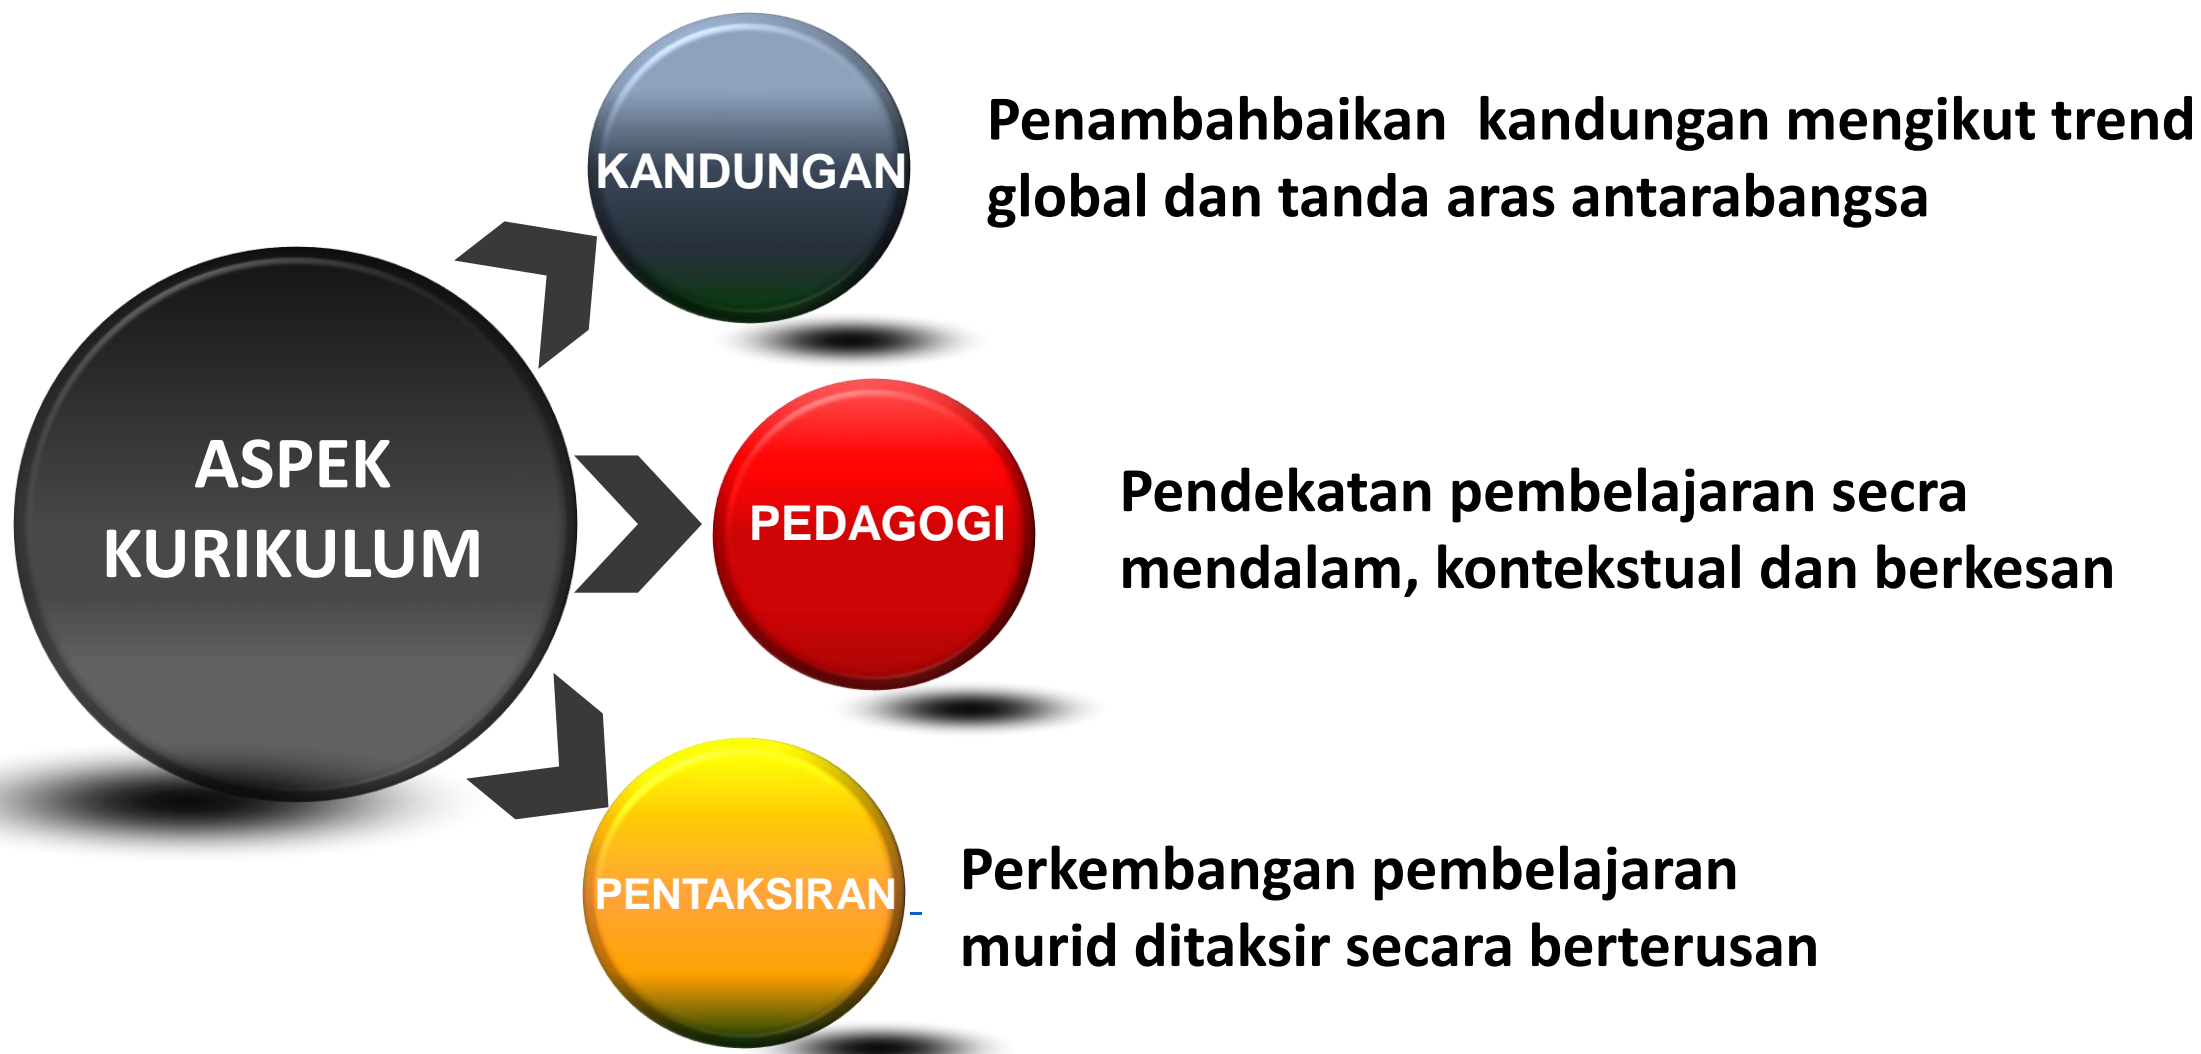 ASPEK
KURIKULUM
KANDUNGAN
Penambahbaikan  kandungan mengikut trend
global dan tanda aras antarabangsa
PEDAGOGI
Pendekatan pembelajaran secra
mendalam, kontekstual dan berkesan
PENTAKSIRAN
Perkembangan pembelajaran
murid ditaksir secara berterusan